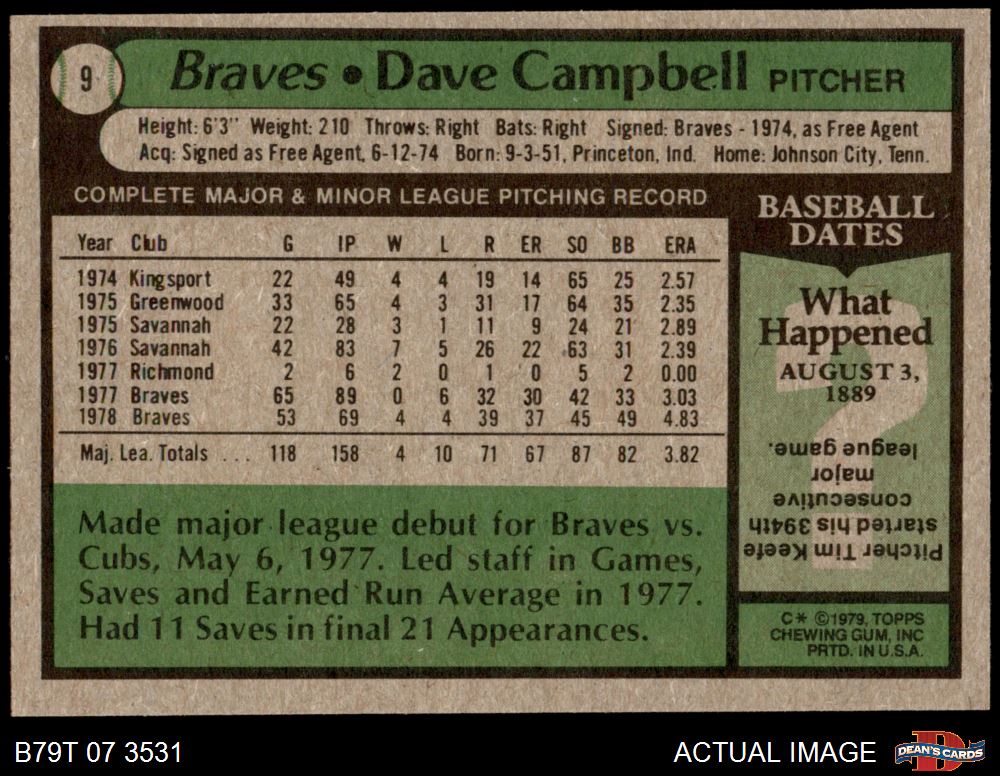 9
Braves • Dave Campbell PITCHER
Height: 6'3" Weight: 210 Throws: Right Bats: Right Signed: Braves - 1974, as Free Agent
Acq: Signed as Free Agent, 6-12-74 Born: 9-3-51, Princeton, Ind. Home: Johnson City, Tenn.
COMPLETE MAJOR & MINOR LEAGUE PITCHING RECORD
Year Club G IP W L R ER SO BB ERA
1974 Kingsport 22 49 4 4 19 14 65 25 2.57
1975 Greenwood 33 65 4 3 31 17 64 35 2.35
1975 Savannah 22 28 3 1 11 9 24 21 2.89
1976 Savannah 42 83 7 5 26 22 63 31 2.39
1977 Richmond 2 6 2 0 1 0 5 2 0.00
1977 Braves 65 89 0 6 32 30 42 33 3.03
1978 Braves 53 69 4 4 39 37 45 49 4.83
Maj. Lea. Totals . . . 118 158 4 10 71 67 87 82 3.82
Made major league debut for Braves vs.
Cubs, May 6, 1977. Led staff in Games,
Saves and Earned Run Average in 1977.
Had 11 Saves in final 21 Appearances.
BASEBALL
DATES
What
Happened
AUGUST 3,
1889
Pitcher Tim Keefe
started his 394th
consecutive
major
league game.
C* ©1979, TOPPS
CHEWING GUM, INC
PRTD. IN U.S.A.
B79T 07 3531
ACTUAL IMAGE
DEAN'S CARDS